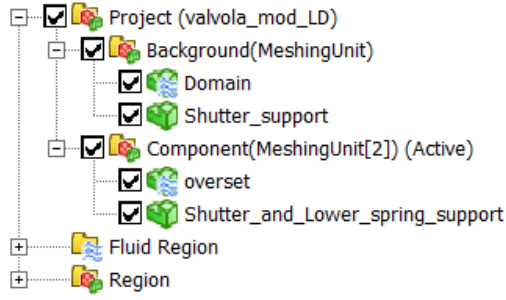 Project (valvola_mod_LD)
Background(MeshingUnit)
Domain
Shutter_support
Component(MeshingUnit[2]) (Active)
overset
Shutter_and_Lower_spring_support
Fluid Region
Region